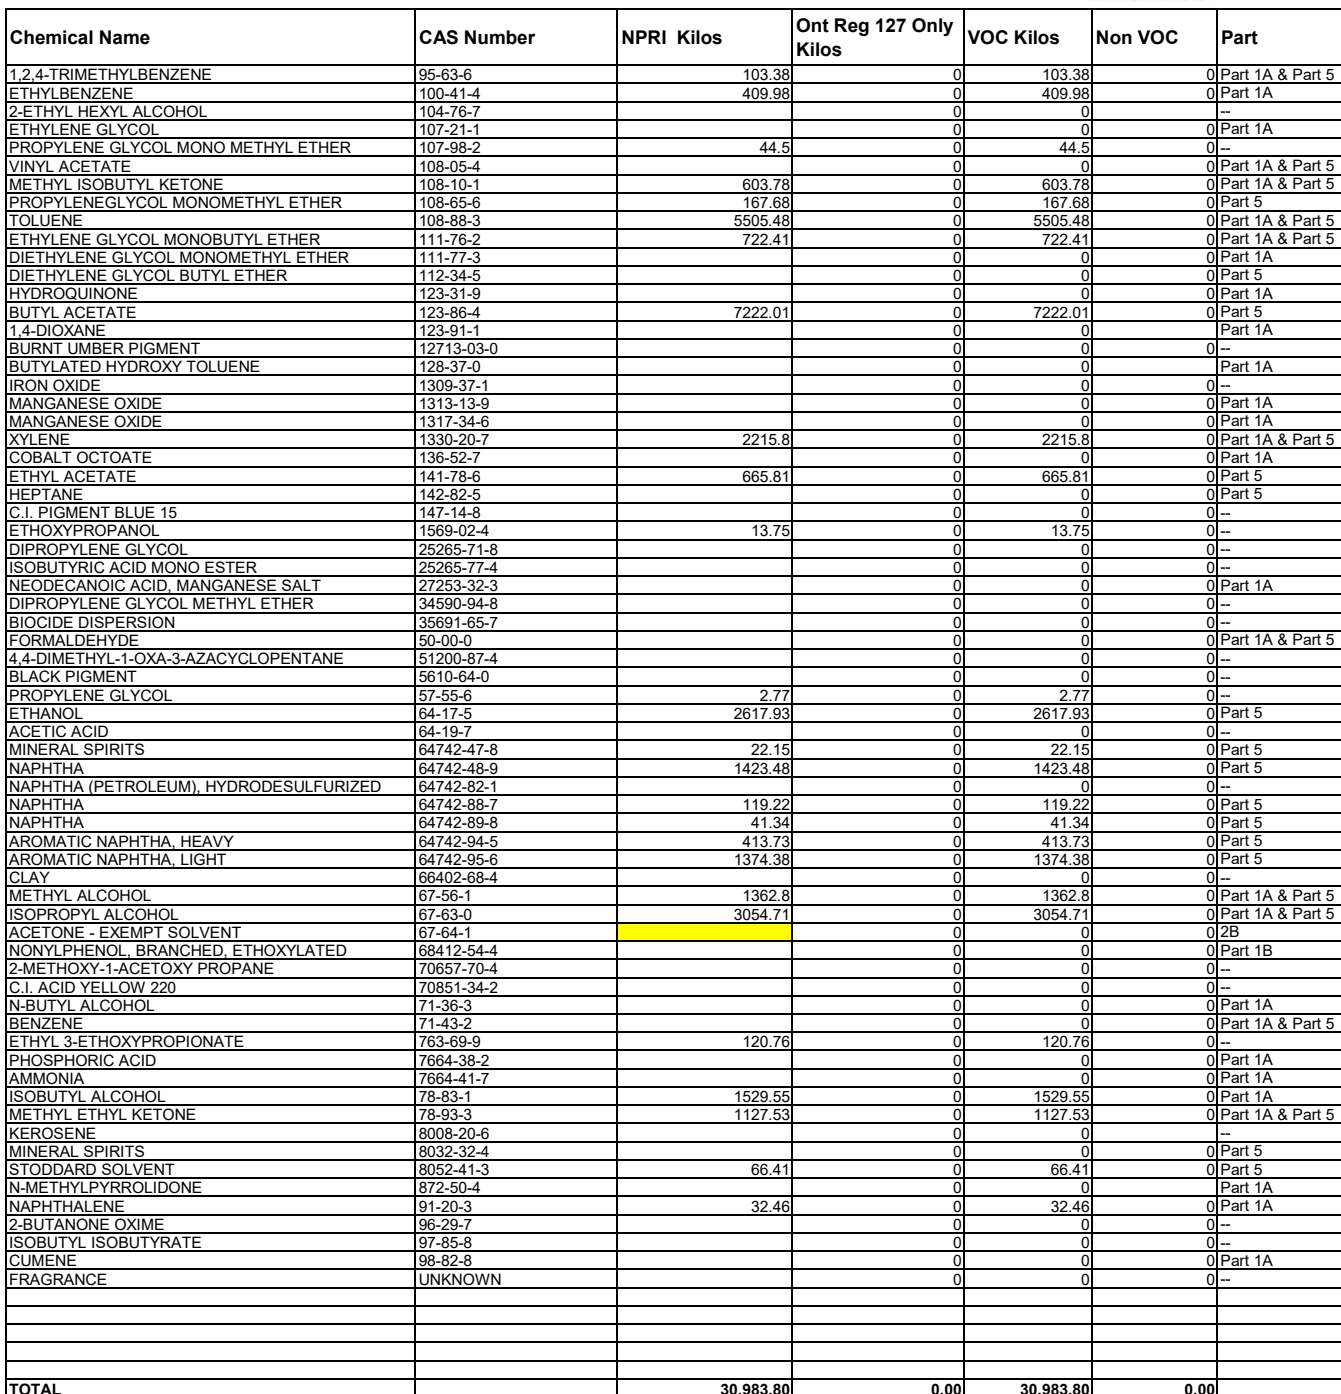 Chemical Name CAS Number NPRI Kilos Ont Reg 127 Only Kilos VOC Kilos Non VOC Part
1,2,4-TRIMETHYLBENZENE 95-63-6 103.38 0 103.38 0 Part 1A & Part 5
ETHYLBENZENE 100-41-4 409.98 0 409.98 0 Part 1A
2-ETHYL HEXYL ALCOHOL 104-76-7 0 0 --
ETHYLENE GLYCOL 107-21-1 0 0 0 Part 1A
PROPYLENE GLYCOL MONO METHYL ETHER 107-98-2 44.5 0 44.5 0 --
VINYL ACETATE 108-05-4 0 0 0 Part 1A & Part 5
METHYL ISOBUTYL KETONE 108-10-1 603.78 0 603.78 0 Part 1A & Part 5
PROPYLENEGLYCOL MONOMETHYL ETHER 108-65-6 167.68 0 167.68 0 Part 5
TOLUENE 108-88-3 5505.48 0 5505.48 0 Part 1A & Part 5
ETHYLENE GLYCOL MONOBUTYL ETHER 111-76-2 722.41 0 722.41 0 Part 1A & Part 5
DIETHYLENE GLYCOL MONOMETHYL ETHER 111-77-3 0 0 0 Part 1A
DIETHYLENE GLYCOL BUTYL ETHER 112-34-5 0 0 0 Part 5
HYDROQUINONE 123-31-9 0 0 0 Part 1A
BUTYL ACETATE 123-86-4 7222.01 0 7222.01 0 Part 5
1,4-DIOXANE 123-91-1 0 0 Part 1A
BURNT UMBER PIGMENT 12713-03-0 0 0 0 --
BUTYLATED HYDROXY TOLUENE 128-37-0 0 0 Part 1A
IRON OXIDE 1309-37-1 0 0 0 --
MANGANESE OXIDE 1313-13-9 0 0 0 Part 1A
MANGANESE OXIDE 1317-34-6 0 0 0 Part 1A
XYLENE 1330-20-7 2215.8 0 2215.8 0 Part 1A & Part 5
COBALT OCTOATE 136-52-7 0 0 0 Part 1A
ETHYL ACETATE 141-78-6 665.81 0 665.81 0 Part 5
HEPTANE 142-82-5 0 0 0 Part 5
C.I. PIGMENT BLUE 15 147-14-8 0 0 0 --
ETHOXYPROPANOL 1569-02-4 13.75 0 13.75 0 --
DIPROPYLENE GLYCOL 25265-71-8 0 0 0 --
ISOBUTYRIC ACID MONO ESTER 25265-77-4 0 0 0 --
NEODECANOIC ACID, MANGANESE SALT 27253-32-3 0 0 0 Part 1A
DIPROPYLENE GLYCOL METHYL ETHER 34590-94-8 0 0 0 --
BIOCIDE DISPERSION 35691-65-7 0 0 0 --
FORMALDEHYDE 50-00-0 0 0 0 Part 1A & Part 5
4,4-DIMETHYL-1-OXA-3-AZACYCLOPENTANE 51200-87-4 0 0 0 --
BLACK PIGMENT 5610-64-0 0 0 0 --
PROPYLENE GLYCOL 57-55-6 2.77 0 2.77 0 --
ETHANOL 64-17-5 2617.93 0 2617.93 0 Part 5
ACETIC ACID 64-19-7 0 0 0 --
MINERAL SPIRITS 64742-47-8 22.15 0 22.15 0 Part 5
NAPHTHA 64742-48-9 1423.48 0 1423.48 0 Part 5
NAPHTHA (PETROLEUM), HYDRODESULFURIZED 64742-82-1 0 0 0 --
NAPHTHA 64742-88-7 119.22 0 119.22 0 Part 5
NAPHTHA 64742-89-8 41.34 0 41.34 0 Part 5
AROMATIC NAPHTHA, HEAVY 64742-94-5 413.73 0 413.73 0 Part 5
AROMATIC NAPHTHA, LIGHT 64742-95-6 1374.38 0 1374.38 0 Part 5
CLAY 66402-68-4 0 0 0 --
METHYL ALCOHOL 67-56-1 1362.8 0 1362.8 0 Part 1A & Part 5
ISOPROPYL ALCOHOL 67-63-0 3054.71 0 3054.71 0 Part 1A & Part 5
ACETONE - EXEMPT SOLVENT 67-64-1 0 0 0 2B
NONYLPHENOL, BRANCHED, ETHOXYLATED 68412-54-4 0 0 0 Part 1B
2-METHOXY-1-ACETOXY PROPANE 70657-70-4 0 0 0 --
C.I. ACID YELLOW 220 70851-34-2 0 0 0 --
N-BUTYL ALCOHOL 71-36-3 0 0 0 Part 1A
BENZENE 71-43-2 0 0 0 Part 1A & Part 5
ETHYL 3-ETHOXYPROPIONATE 763-69-9 120.76 0 120.76 0 --
PHOSPHORIC ACID 7664-38-2 0 0 0 Part 1A
AMMONIA 7664-41-7 0 0 0 Part 1A
ISOBUTYL ALCOHOL 78-83-1 1529.55 0 1529.55 0 Part 1A
METHYL ETHYL KETONE 78-93-3 1127.53 0 1127.53 0 Part 1A & Part 5
KEROSENE 8008-20-6 0 0 --
MINERAL SPIRITS 8032-32-4 0 0 0 Part 5
STODDARD SOLVENT 8052-41-3 66.41 0 66.41 0 Part 5
N-METHYLPYRROLIDONE 872-50-4 0 0 Part 1A
NAPHTHALENE 91-20-3 32.46 0 32.46 0 Part 1A
2-BUTANONE OXIME 96-29-7 0 0 0 --
ISOBUTYL ISOBUTYRATE 97-85-8 0 0 0 --
CUMENE 98-82-8 0 0 0 Part 1A
FRAGRANCE UNKNOWN 0 0 0 --
TOTAL 30,983.80 0.00 30,983.80 0.00